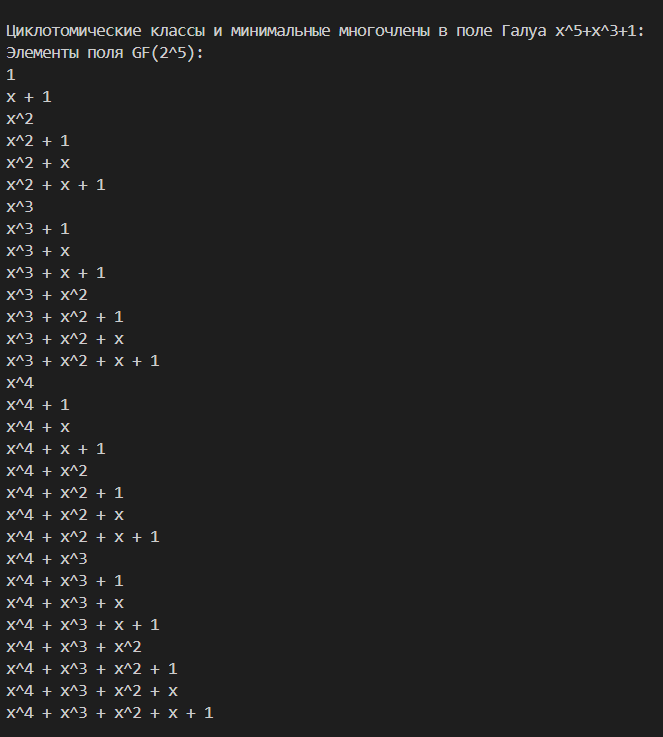 Циклотомические классы и минимальные многочлены в поле Галуа x^5+x^3+1:
Элементы поля GF(2^5):
1
x + 1
x^2
x^2 + 1
x^2 + x
x^2 + x + 1
x^3
x^3 + 1
x^3 + x
x^3 + x + 1
x^3 + x^2
x^3 + x^2 + 1
x^3 + x^2 + x
x^3 + x^2 + x + 1
x^4
x^4 + 1
x^4 + x
x^4 + x + 1
x^4 + x^2
x^4 + x^2 + 1
x^4 + x^2 + x
x^4 + x^2 + x + 1
x^4 + x^3
x^4 + x^3 + 1
x^4 + x^3 + x
x^4 + x^3 + x + 1
x^4 + x^3 + x^2
x^4 + x^3 + x^2 + 1
x^4 + x^3 + x^2 + x
x^4 + x^3 + x^2 + x + 1